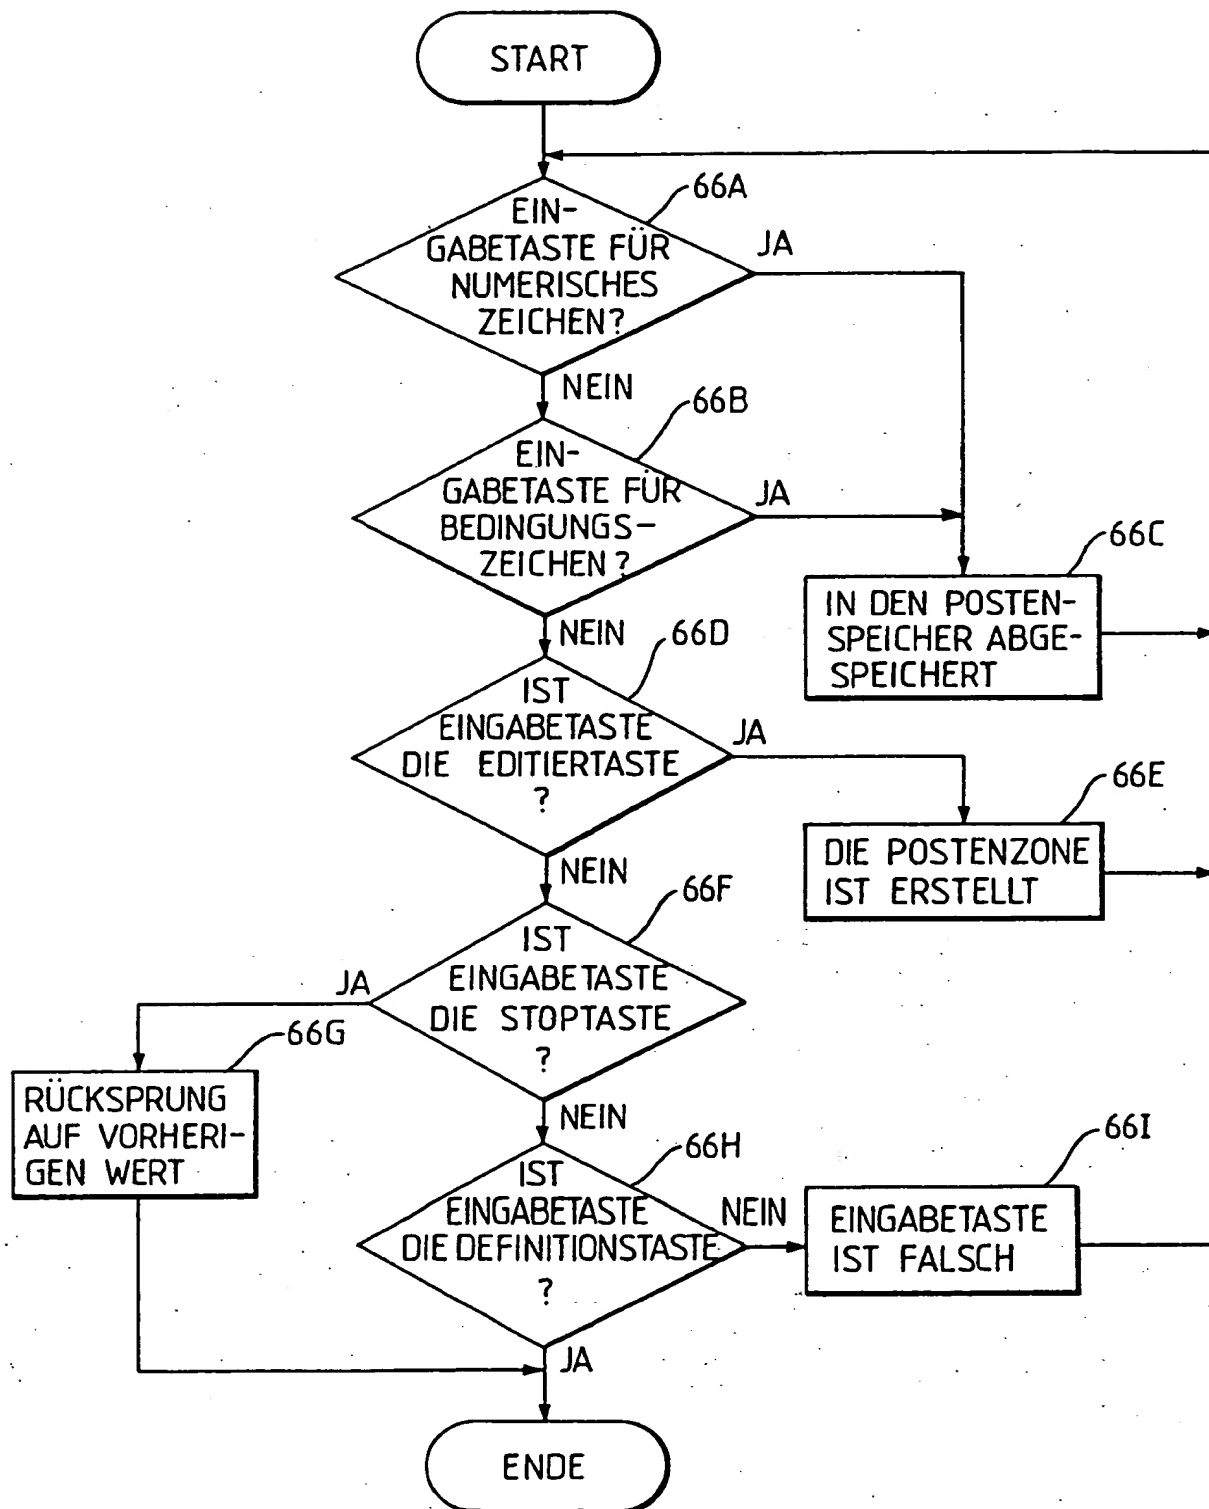 START
66A
EIN-
GABETASTE FÜR
NUMERISCHES
ZEICHEN?
JA
NEIN
66B
EIN-
GABETASTE FÜR
BEDINGUNGS-
ZEICHEN?
JA
66C
IN DEN POSTEN-
SPEICHER ABGE-
SPEICHERT
NEIN
66D
IST
EINGABETASTE
DIE EDITIERTASTE
?
JA
66E
DIE POSTENZONE
IST ERSTELLT
NEIN
66F
IST
EINGABETASTE
DIE STOPTASTE
?
JA
66G
RÜCKSPRUNG
AUF VORHERI-
GEN WERT
NEIN
66H
IST
EINGABETASTE
DIE DEFINITIONSTASTE
?
NEIN
66I
EINGABETASTE
IST FALSCH
JA
ENDE